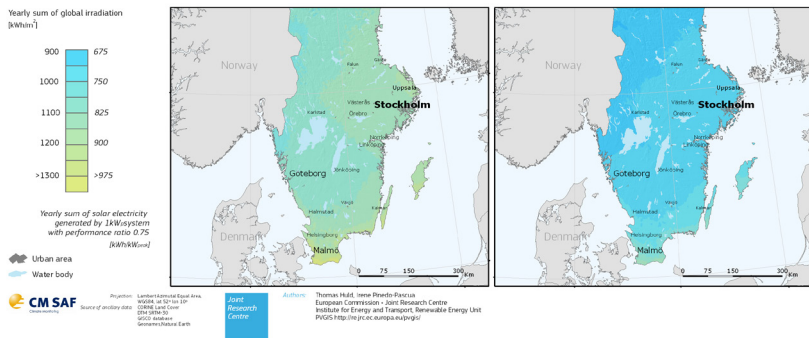 Yearly sum of global irradiation
[kWh/m²]
900 675
1000 750
1100 825
1200 900
>1300 >975
Yearly sum of solar electricity
generated by 1kWp system
with performance ratio 0.75
[kWh/kWpeak]
Urban area
Water body
Norway
Falun
Gävle
Uppsala
Västerås
Stockholm
Karlstad
Örebro
Norrköping
Linköping
Goteborg
Jönköping
Växjö
Kalmar
Halmstad
Denmark
Helsingborg
Malmö
0 75 150 300
Km
Norway
Falun
Gävle
Uppsala
Västerås
Stockholm
Karlstad
Örebro
Norrköping
Linköping
Goteborg
Jönköping
Växjö
Kalmar
Halmstad
Denmark
Helsingborg
Malmö
0 75 150 300
Km
CM SAF
Climate Monitoring
Projection: Lambert Azimutal Equal Area,
WGS84, lat 52° lon 10°
Source of ancillary data: CORINE Land Cover
DTM SRTM-30
GISCO database
Geonames, Natural Earth
Joint
Research
Centre
Authors: Thomas Huld, Irene Pinedo-Pascua
European Commission - Joint Research Centre
Institute for Energy and Transport, Renewable Energy Unit
PVGIS http://re.jrc.ec.europa.eu/pvgis/